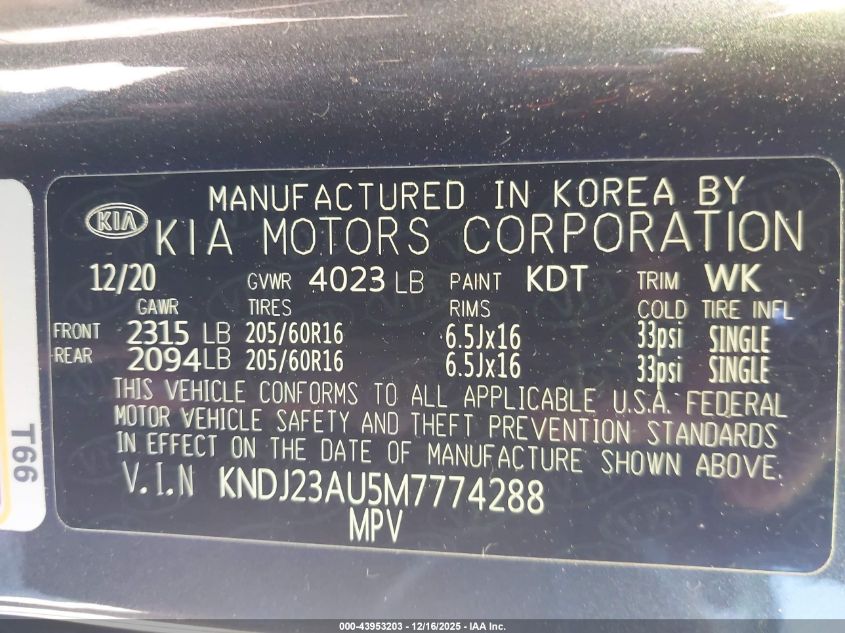 MANUFACTURED IN KOREA BY
KIA KIA MOTORS CORPORATION
12/20 GVWR 4023 LB PAINT KDT TRIM WK
GAWR TIRES RIMS COLD TIRE INFL
FRONT 2315 LB 205/60R16 6.5Jx16 33psi SINGLE
REAR 2094 LB 205/60R16 6.5Jx16 33psi SINGLE
THIS VEHICLE CONFORMS TO ALL APPLICABLE U.S.A. FEDERAL
MOTOR VEHICLE SAFETY AND THEFT PREVENTION STANDARDS
IN EFFECT ON THE DATE OF MANUFACTURE SHOWN ABOVE.
V.I.N KNDJ23AU5M7774288
MPV
T66
000-43953203 - 12/16/2025 - IAA Inc.